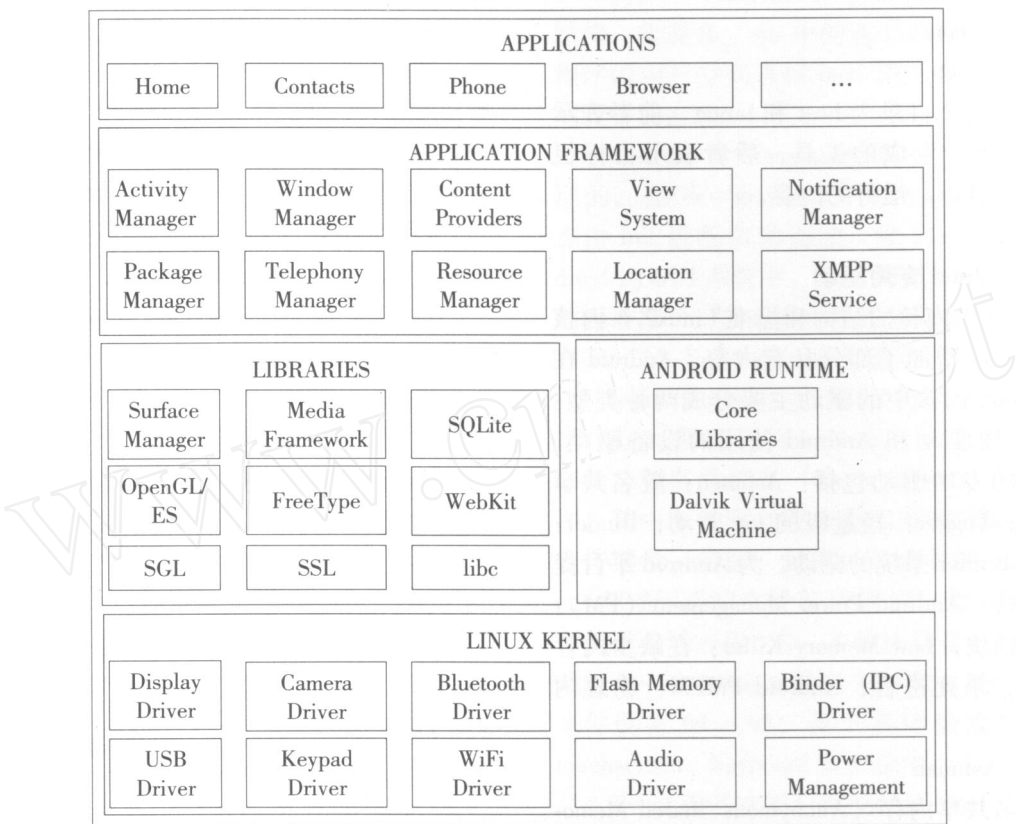 APPLICATIONS
Home Contacts Phone Browser ...
APPLICATION FRAMEWORK
Activity Manager
Window Manager
Content Providers
View System
Notification Manager
Package Manager
Telephony Manager
Resource Manager
Location Manager
XMPP Service
LIBRARIES
Surface Manager
Media Framework
SQLite
OpenGL/ES
FreeType
WebKit
SGL
SSL
libc
ANDROID RUNTIME
Core Libraries
Dalvik Virtual Machine
LINUX KERNEL
Display Driver
Camera Driver
Bluetooth Driver
Flash Memory Driver
Binder (IPC) Driver
USB Driver
Keypad Driver
WiFi Driver
Audio Driver
Power Management